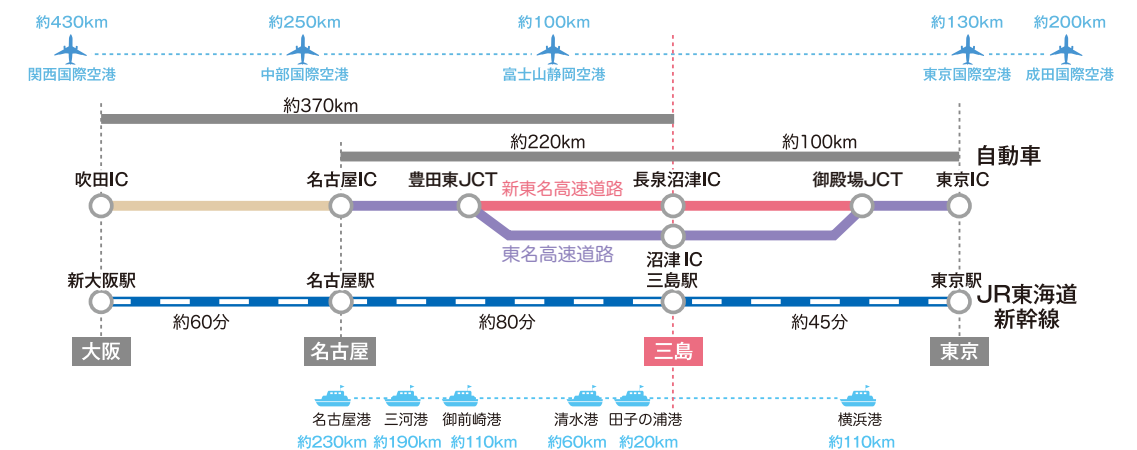 約430km
約250km
約100km
約130km
約200km
関西国際空港
中部国際空港
富士山静岡空港
東京国際空港
成田国際空港
約370km
約220km
約100km
自動車
吹田IC
名古屋IC
豊田東JCT
新東名高速道路
長泉沼津IC
御殿場JCT
東京IC
東名高速道路
沼津IC
新大阪駅
名古屋駅
三島駅
東京駅
JR東海道
新幹線
約60分
約80分
約45分
大阪
名古屋
三島
東京
名古屋港
三河港
御前崎港
清水港
田子の浦港
横浜港
約230km
約190km
約110km
約60km
約20km
約110km